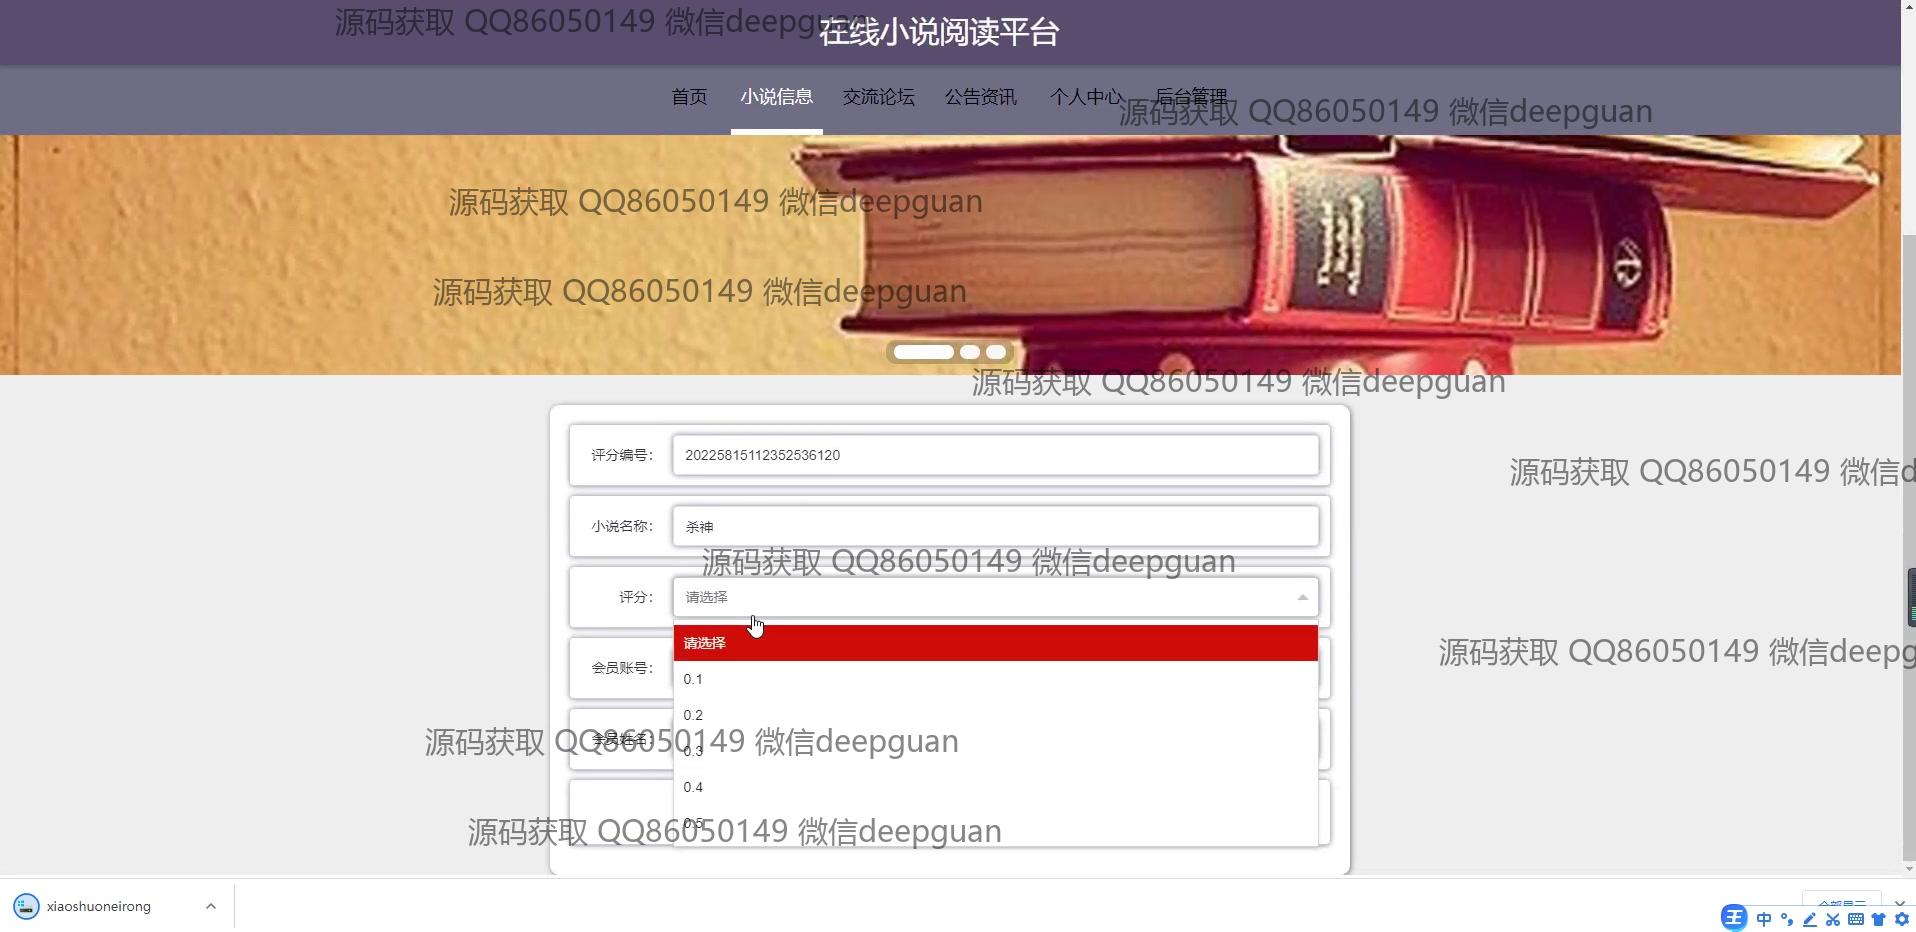 源码获取 QQ86050149 微信deepguan
在线小说阅读平台
首页 小说信息 交流论坛 公告资讯 个人中心 后台管理
源码获取 QQ86050149 微信deepguan
源码获取 QQ86050149 微信deepguan
源码获取 QQ86050149 微信deepguan
源码获取 QQ86050149 微信deepguan
评分编号： 20225815112352536120
源码获取 QQ86050149 微信d
小说名称： 杀神
源码获取 QQ86050149 微信deepguan
评分： 请选择
请选择
源码获取 QQ86050149 微信deepg
会员账号：
0.1
0.2
会员姓名：
源码获取 QQ86050149 微信deepguan
0.3
0.4
0.5
源码获取 QQ86050149 微信deepguan
xiaoshuoneirong
全部显示
王 中